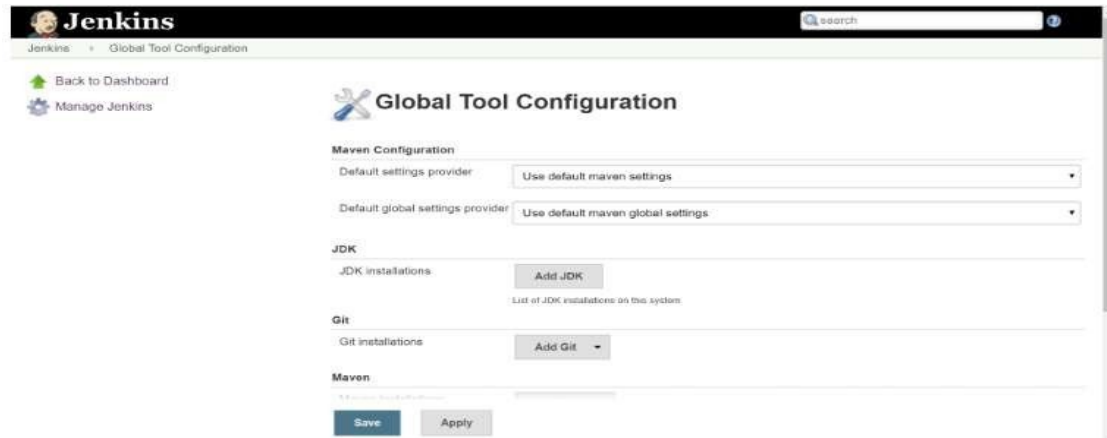 Jenkins
search
Jenkins Global Tool Configuration
Back to Dashboard
Manage Jenkins
Global Tool Configuration
Maven Configuration
Default settings provider
Use default maven settings
Default global settings provider
Use default maven global settings
JDK
JDK installations
Add JDK
List of JDK installations on this system
Git
Git installations
Add Git
Maven
Maven installations
Save
Apply